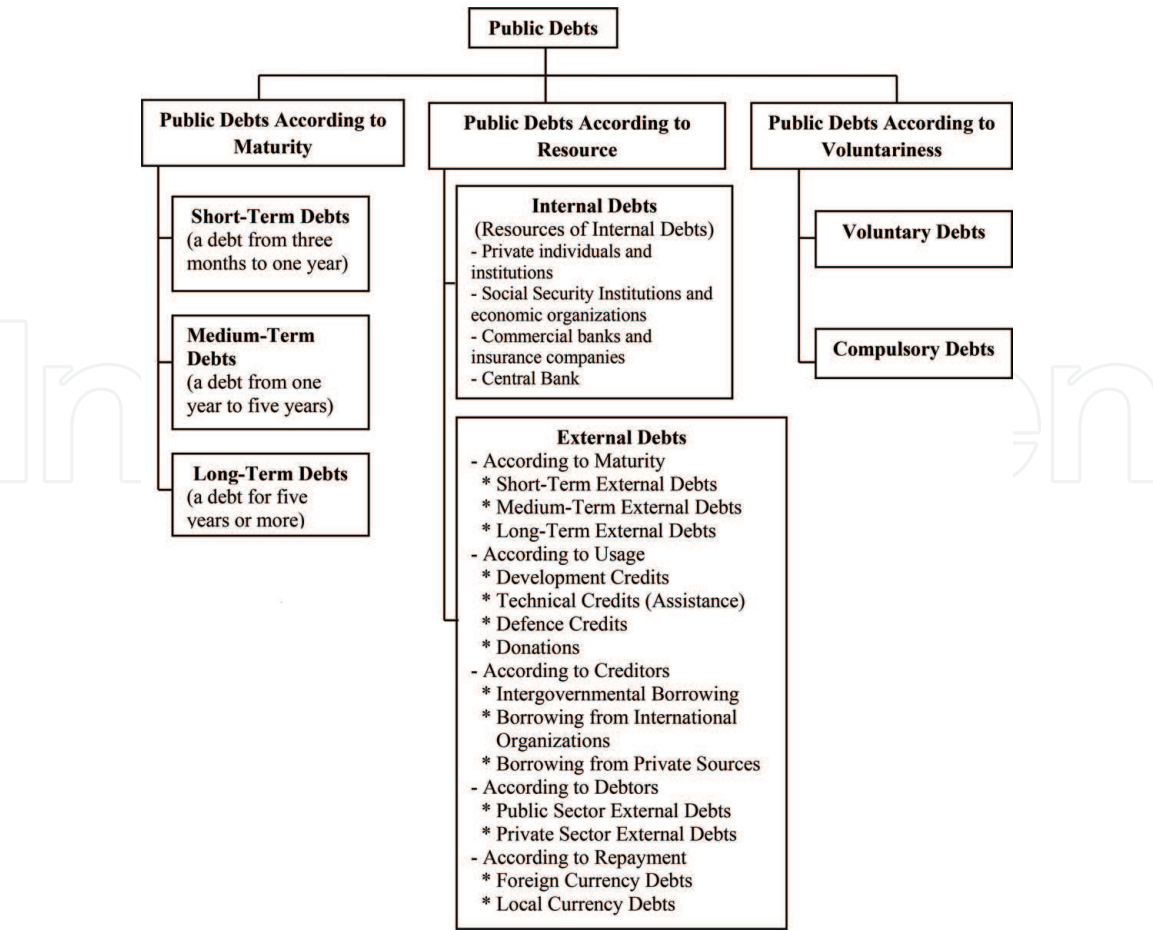 Public Debts
Public Debts According to
Maturity
Short-Term Debts
(a debt from three
months to one year)
Medium-Term
Debts
(a debt from one
year to five years)
Long-Term Debts
(a debt for five
years or more)
Public Debts According to
Resource
Internal Debts
(Resources of Internal Debts)
- Private individuals and
institutions
- Social Security Institutions and
economic organizations
- Commercial banks and
insurance companies
- Central Bank
External Debts
- According to Maturity
* Short-Term External Debts
* Medium-Term External Debts
* Long-Term External Debts
- According to Usage
* Development Credits
* Technical Credits (Assistance)
* Defence Credits
* Donations
- According to Creditors
* Intergovernmental Borrowing
* Borrowing from International
Organizations
* Borrowing from Private Sources
- According to Debtors
* Public Sector External Debts
* Private Sector External Debts
- According to Repayment
* Foreign Currency Debts
* Local Currency Debts
Public Debts According to
Voluntariness
Voluntary Debts
Compulsory Debts